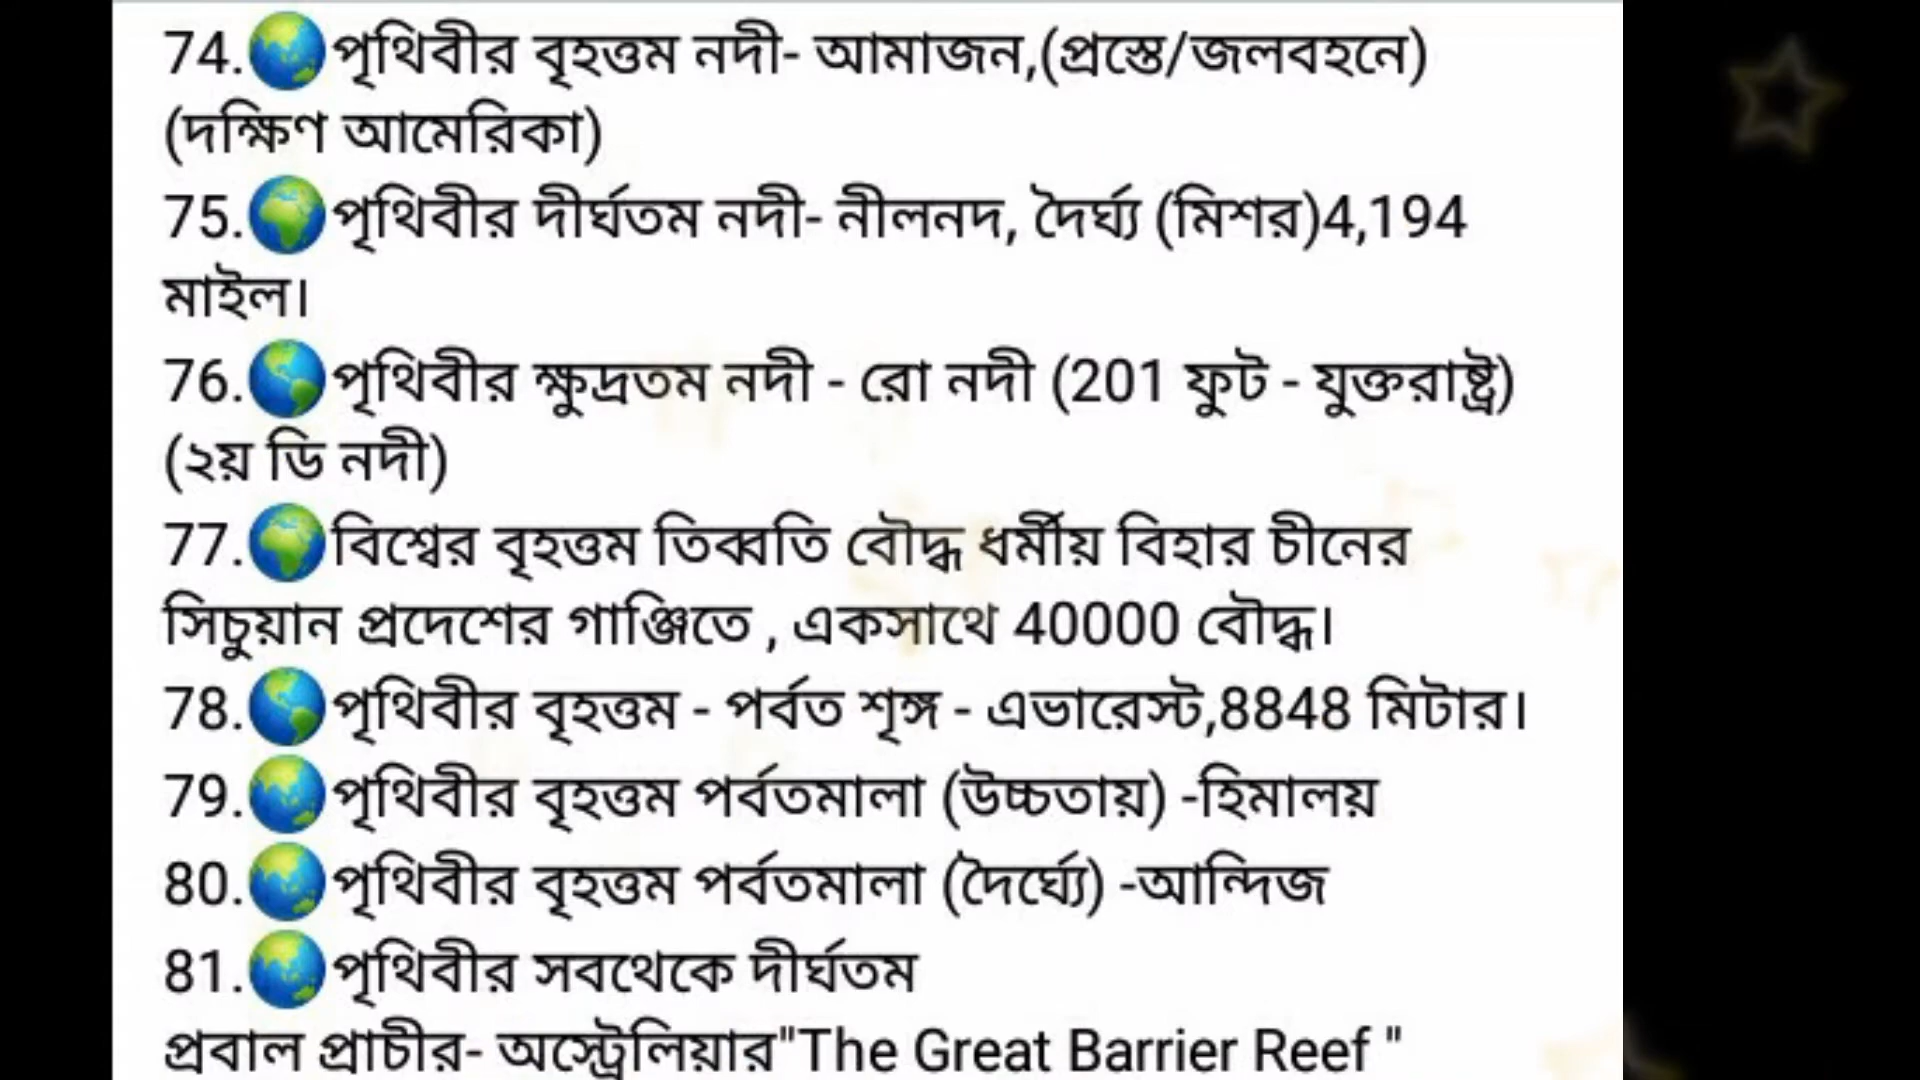 74.🌏পৃথিবীর বৃহত্তম নদী- আমাজন,(প্রস্তে/জলবহনে)
(দক্ষিণ আমেরিকা)
75.🌍পৃথিবীর দীর্ঘতম নদী- নীলনদ, দৈর্ঘ্য (মিশর)4,194
মাইল।
76.🌎পৃথিবীর ক্ষুদ্রতম নদী - রো নদী (201 ফুট - যুক্তরাষ্ট্র)
(২য় ডি নদী)
77.🌍বিশ্বের বৃহত্তম তিব্বতি বৌদ্ধ ধর্মীয় বিহার চীনের
সিচুয়ান প্রদেশের গাঞ্জিতে , একসাথে 40000 বৌদ্ধ।
78.🌎পৃথিবীর বৃহত্তম - পর্বত শৃঙ্গ - এভারেস্ট,8848 মিটার।
79.🌏পৃথিবীর বৃহত্তম পর্বতমালা (উচ্চতায়) -হিমালয়
80.🌏পৃথিবীর বৃহত্তম পর্বতমালা (দৈর্ঘ্যে) -আন্দিজ
81.🌏পৃথিবীর সবথেকে দীর্ঘতম
প্রবাল প্রাচীর- অস্ট্রেলিয়ার"The Great Barrier Reef "